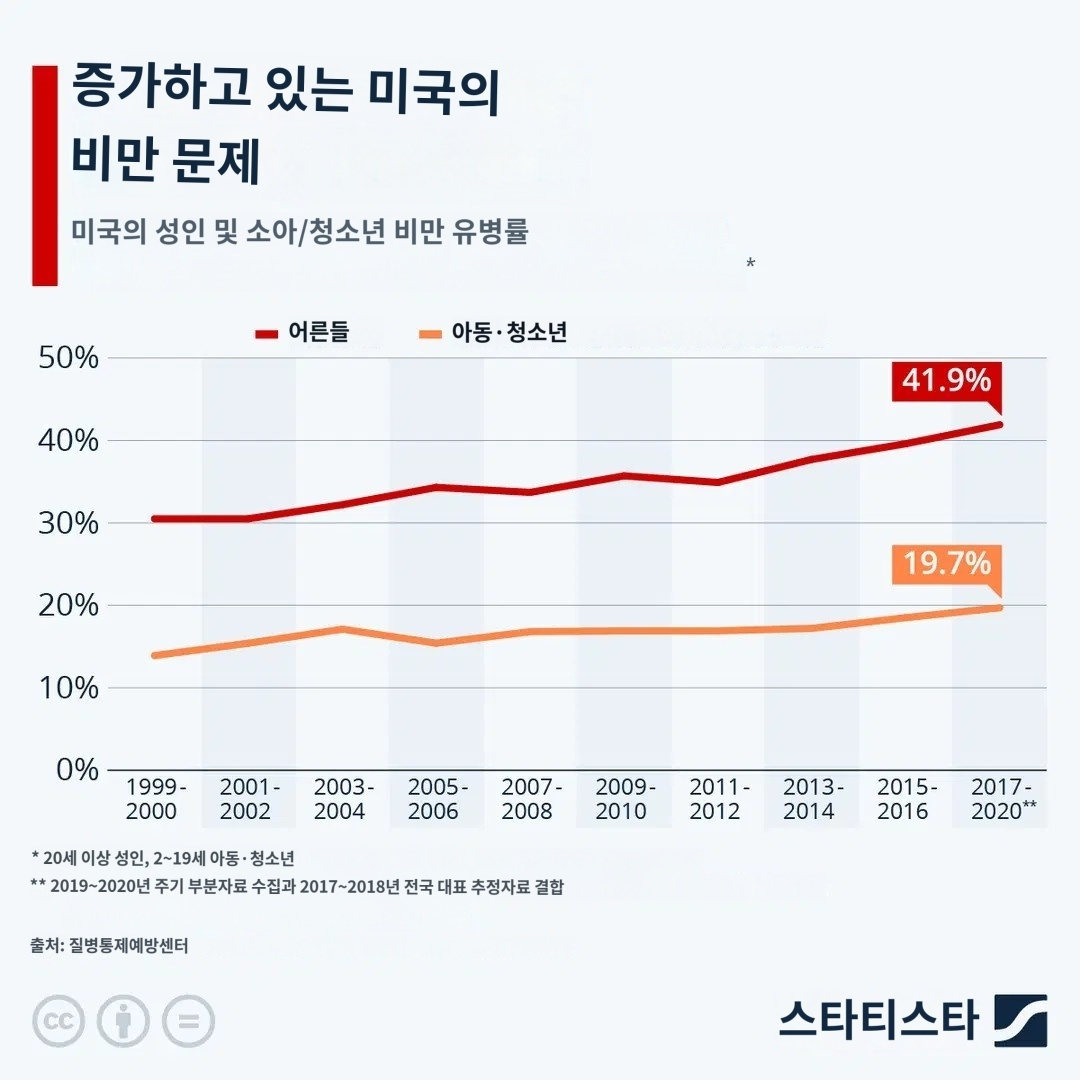 증가하고 있는 미국의
비만 문제
미국의 성인 및 소아/청소년 비만 유병률
*
어른들
아동·청소년
50%
40%
30%
20%
10%
0%
41.9%
19.7%
1999-
2000
2001-
2002
2003-
2004
2005-
2006
2007-
2008
2009-
2010
2011-
2012
2013-
2014
2015-
2016
2017-
2020**
* 20세 이상 성인, 2~19세 아동·청소년
** 2019~2020년 주기 부분자료 수집과 2017~2018년 전국 대표 추정자료 결합
출처: 질병통제예방센터
cc
스타티스타